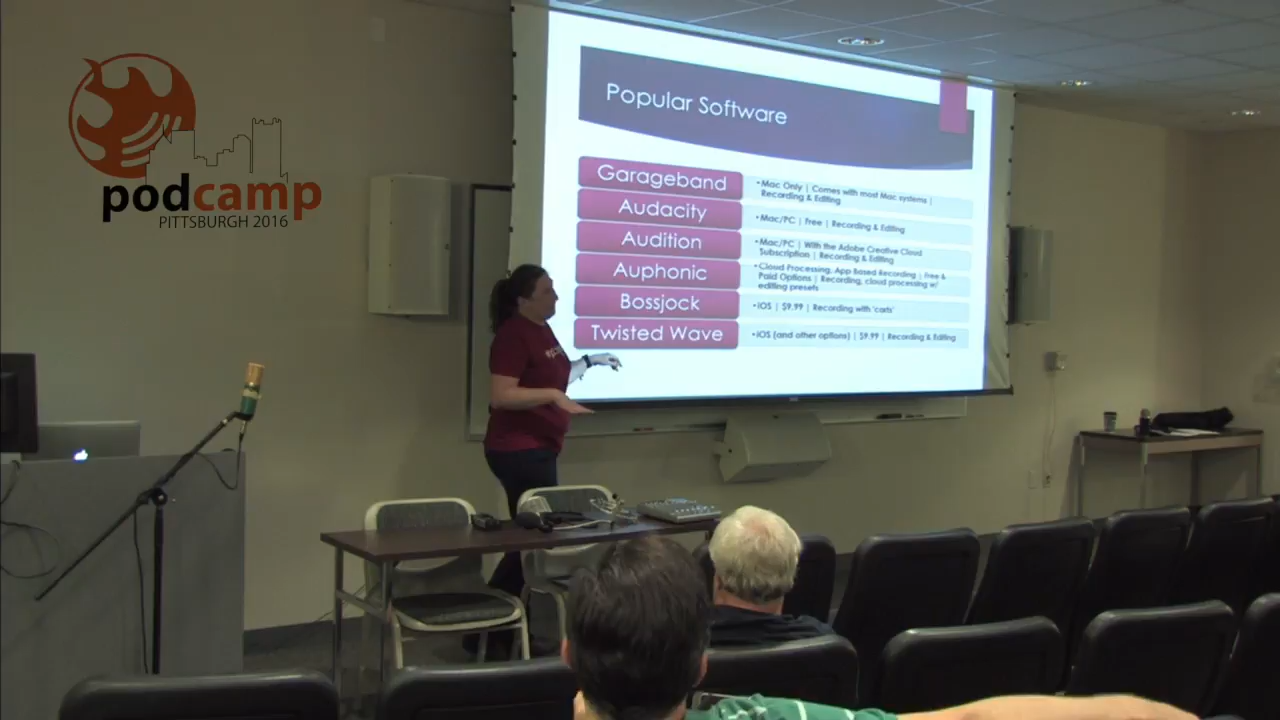 podcamp
PITTSBURGH 2016
Popular Software
Garageband
• Mac Only | Comes with most Mac systems |
Recording & Editing
Audacity
• Mac/PC | Free | Recording & Editing
Audition
• Mac/PC | With the Adobe Creative Cloud
Subscription | Recording & Editing
Auphonic
• Cloud Processing, App Based Recording | Free &
Paid Options | Recording, cloud processing w/
editing presets
Bossjock
• iOS | $9.99 | Recording with 'carts'
Twisted Wave
• iOS (and other options) | $9.99 | Recording & Editing